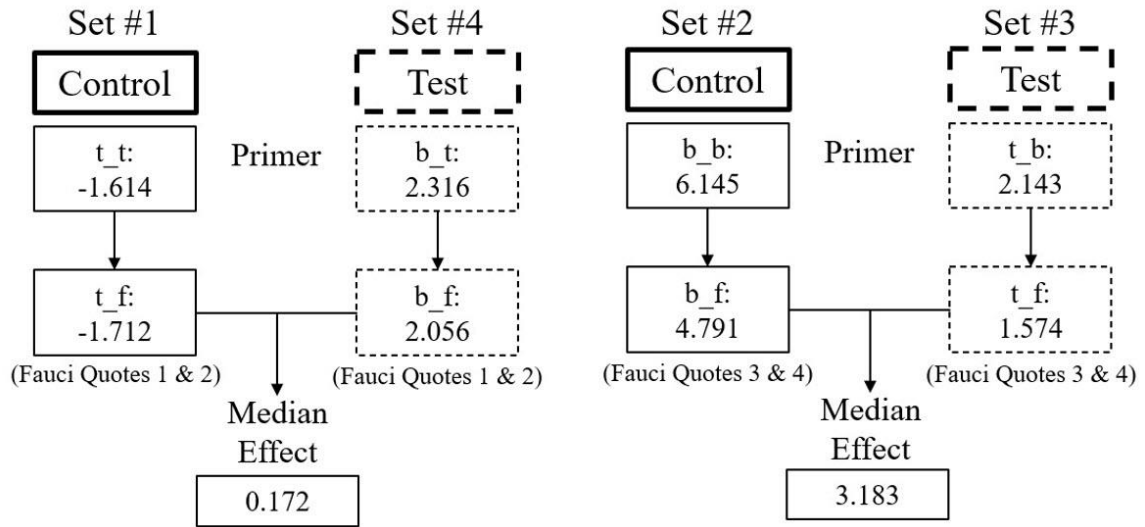 Set #1
Set #4
Set #2
Set #3
Control
Test
Control
Test
t_t:
-1.614
Primer
b_t:
2.316
b_b:
6.145
Primer
t_b:
2.143
t_f:
-1.712
b_f:
2.056
b_f:
4.791
t_f:
1.574
(Fauci Quotes 1 & 2)
(Fauci Quotes 1 & 2)
(Fauci Quotes 3 & 4)
(Fauci Quotes 3 & 4)
Median
Effect
0.172
Median
Effect
3.183